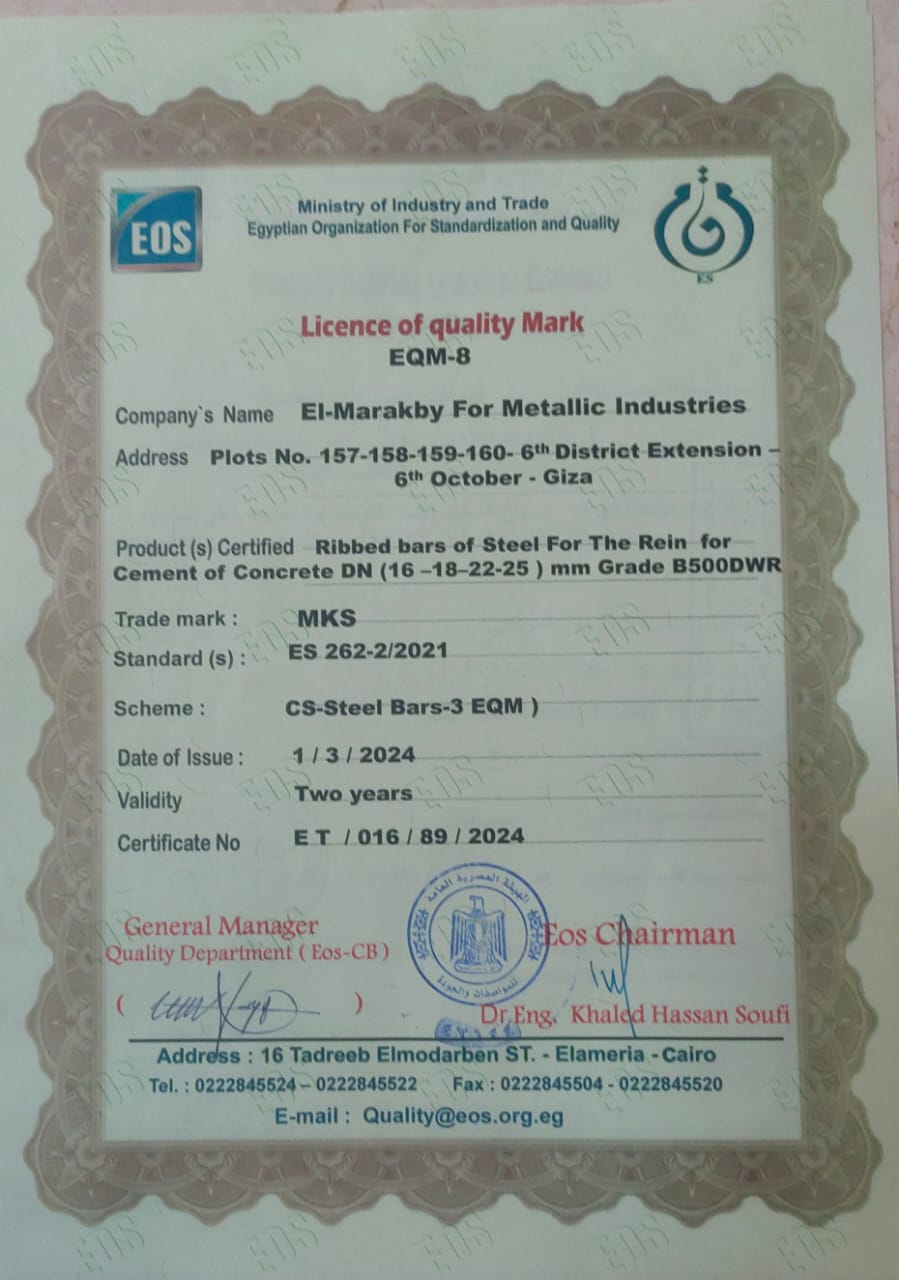 EOS
Ministry of Industry and Trade
Egyptian Organization For Standardization and Quality
ES
Licence of quality Mark
EQM-8
Company`s Name El-Marakby For Metallic Industries
Address Plots No. 157-158-159-160- 6th District Extension –
6th October - Giza
Product (s) Certified Ribbed bars of Steel For The Rein for
Cement of Concrete DN (16 –18–22-25 ) mm Grade B500DWR
Trade mark : MKS
Standard (s) : ES 262-2/2021
Scheme : CS-Steel Bars-3 EQM )
Date of Issue : 1 / 3 / 2024
Validity Two years
Certificate No E T / 016 / 89 / 2024
الهيئة المصرية العامة
للمواصفات والجودة
General Manager
Quality Department ( Eos-CB )
( )
Eos Chairman
Dr.Eng. Khaled Hassan Soufi
Address : 16 Tadreeb Elmodarben ST. - Elameria - Cairo
Tel. : 0222845524 – 0222845522 Fax : 0222845504 - 0222845520
E-mail : Quality@eos.org.eg